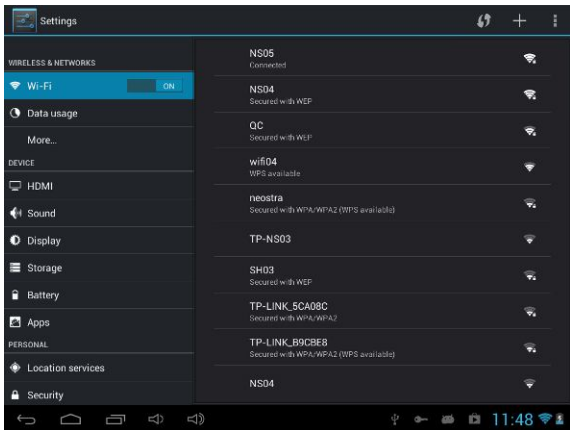 Settings
WIRELESS & NETWORKS
Wi-Fi
ON
Data usage
More...
DEVICE
HDMI
Sound
Display
Storage
Battery
Apps
PERSONAL
Location services
Security
NS05
Connected
NS04
Secured with WEP
QC
Secured with WEP
wifi04
WPS available
neostra
Secured with WPA/WPA2 (WPS available)
TP-NS03
SH03
Secured with WEP
TP-LINK_5CA08C
Secured with WPA/WPA2
TP-LINK_B9CBE8
Secured with WPA/WPA2 (WPS available)
NS04
11:48